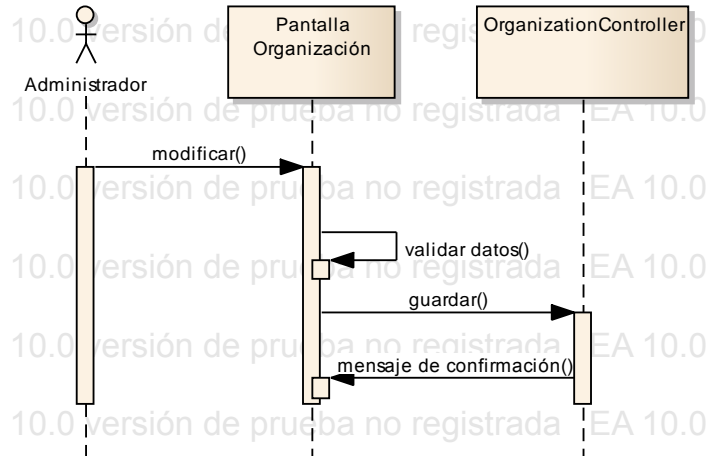 10.0 versión de prueba no registrada EA 10.0
Administrador
Pantalla
Organización
OrganizationController
10.0 versión de prueba no registrada EA 10.0
modificar()
10.0 versión de prueba no registrada EA 10.0
validar datos()
10.0 versión de prueba no registrada EA 10.0
guardar()
10.0 versión de prueba no registrada EA 10.0
mensaje de confirmación()
10.0 versión de prueba no registrada EA 10.0